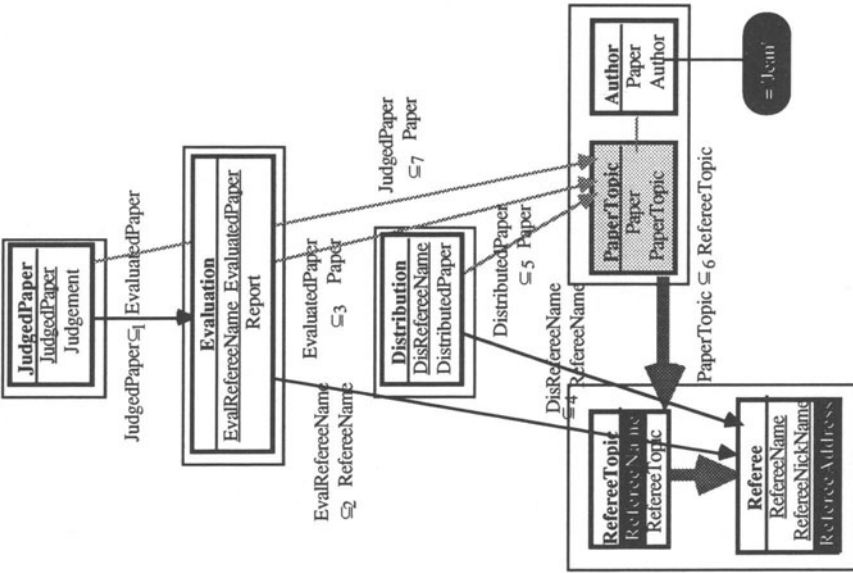 JudgedPaper
JudgedPaper
Judgement
JudgedPaper ⊆1 EvaluatedPaper
Evaluation
EvalRefereeName EvaluatedPaper
Report
EvalRefereeName
⊆2 RefereeName
EvaluatedPaper
⊆3 Paper
JudgedPaper
⊆7 Paper
Distribution
DisRefereeName
DistributedPaper
DisRefereeName
⊆4 RefereeName
DistributedPaper
⊆5 Paper
Author
Paper
Author
= 'Jean'
PaperTopic
Paper
PaperTopic
PaperTopic ⊆6 RefereeTopic
RefereeTopic
RefereeName
RefereeTopic
Referee
RefereeName
RefereeNickName
RefereeAddress